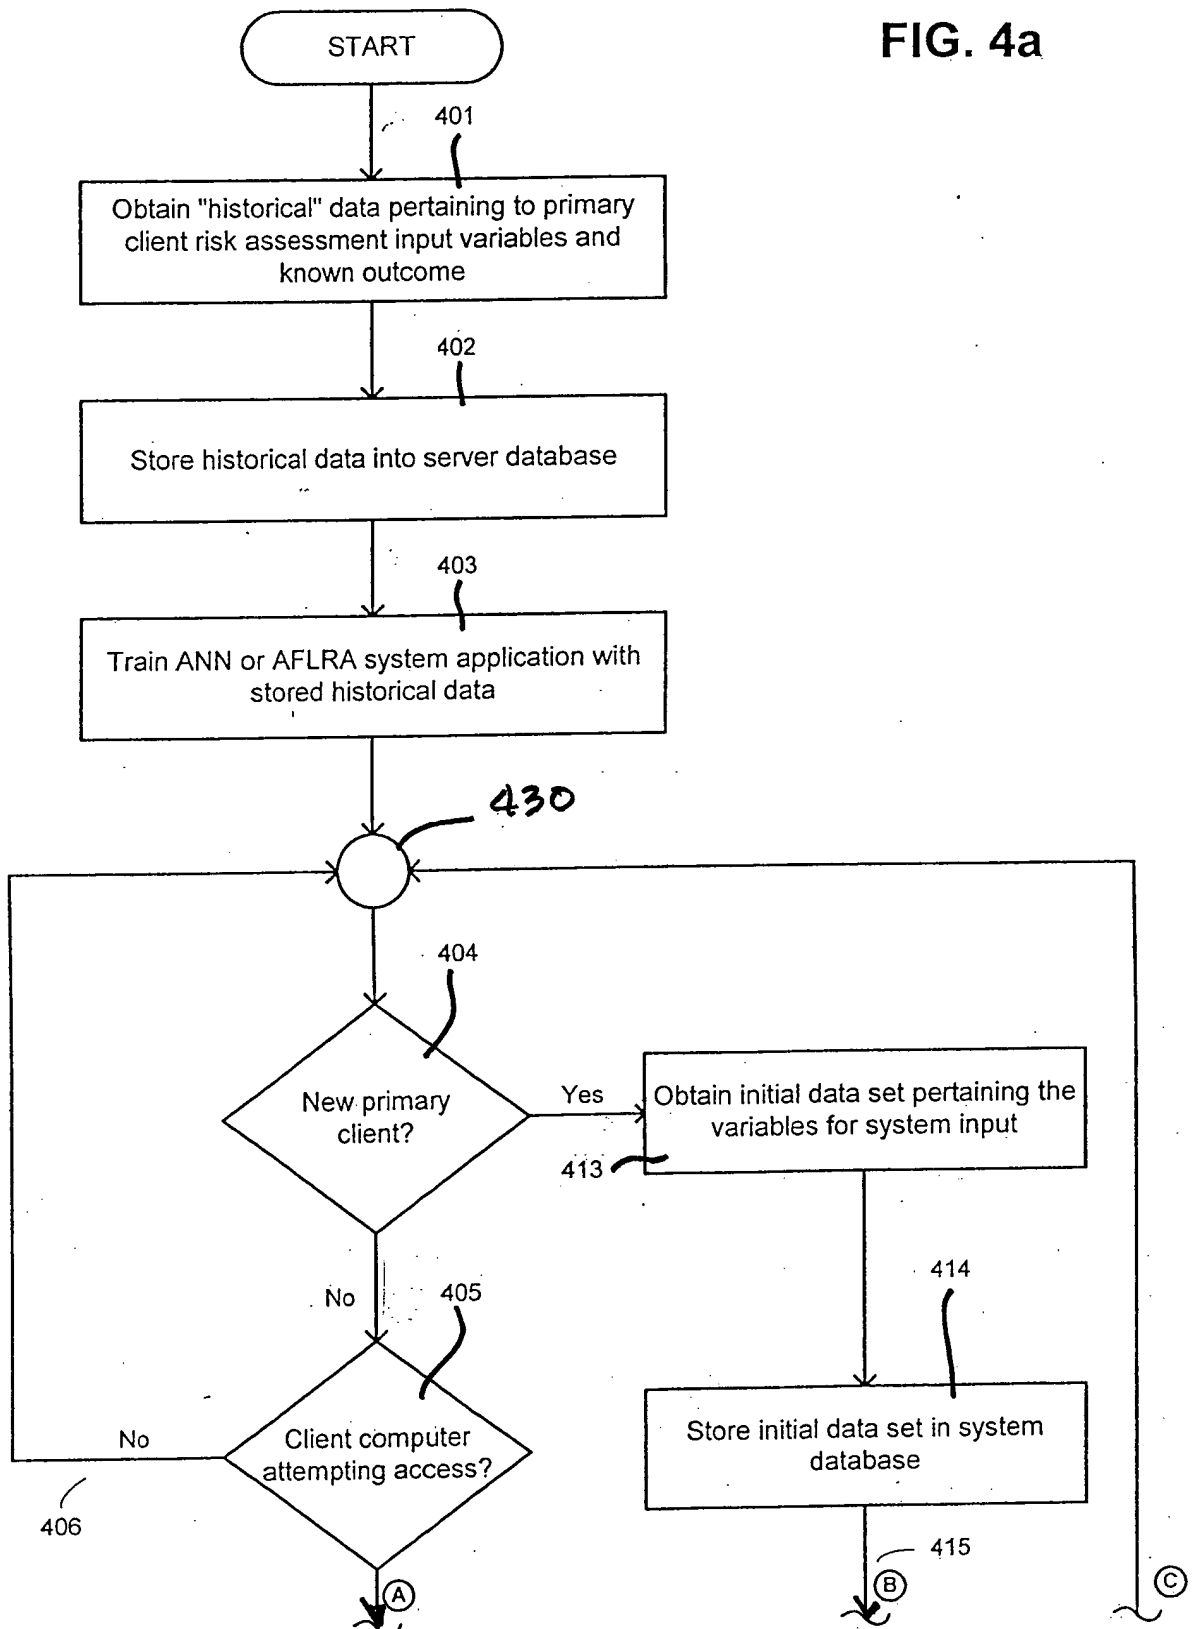 START
FIG. 4a
401
Obtain "historical" data pertaining to primary
client risk assessment input variables and
known outcome
402
Store historical data into server database
403
Train ANN or AFLRA system application with
stored historical data
430
404
New primary
client?
Yes
Obtain initial data set pertaining the
variables for system input
413
No
405
414
Client computer
attempting access?
No
406
Store initial data set in system
database
415
A
B
C